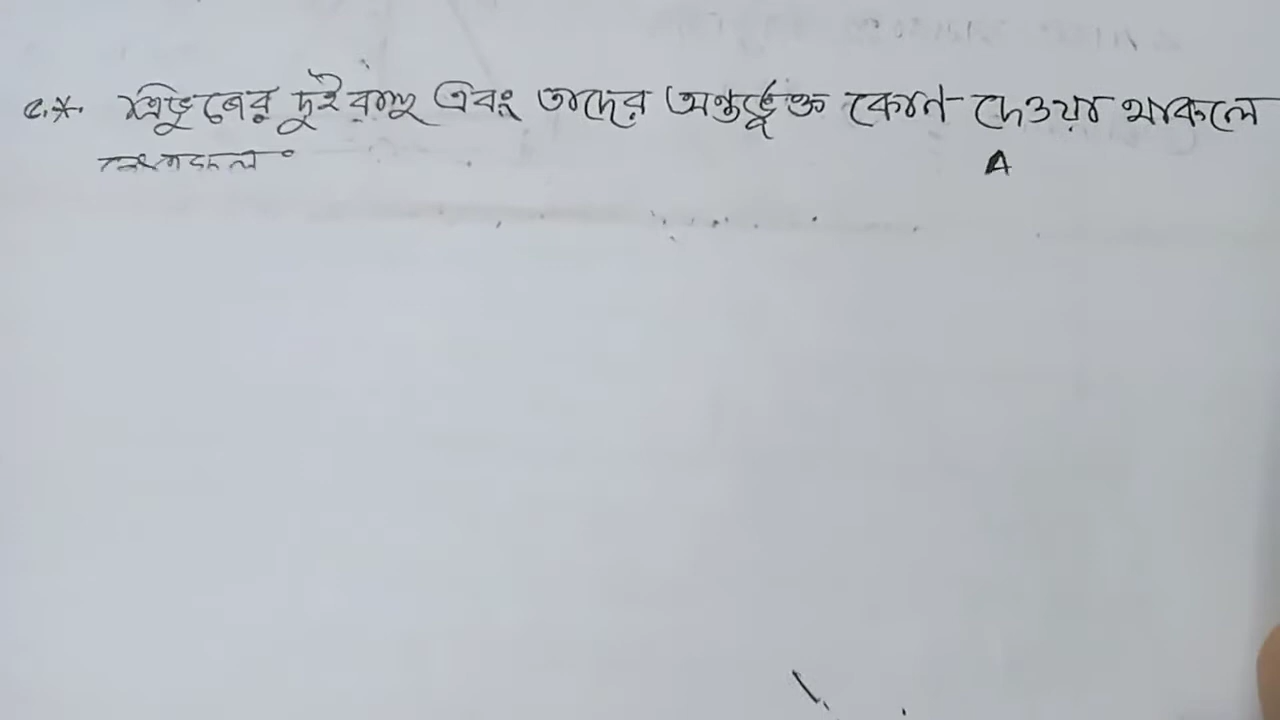 c.*. ত্রিভুজের দুই বাহু এবং তাদের অন্তর্ভুক্ত কোণ দেওয়া থাকলে
A